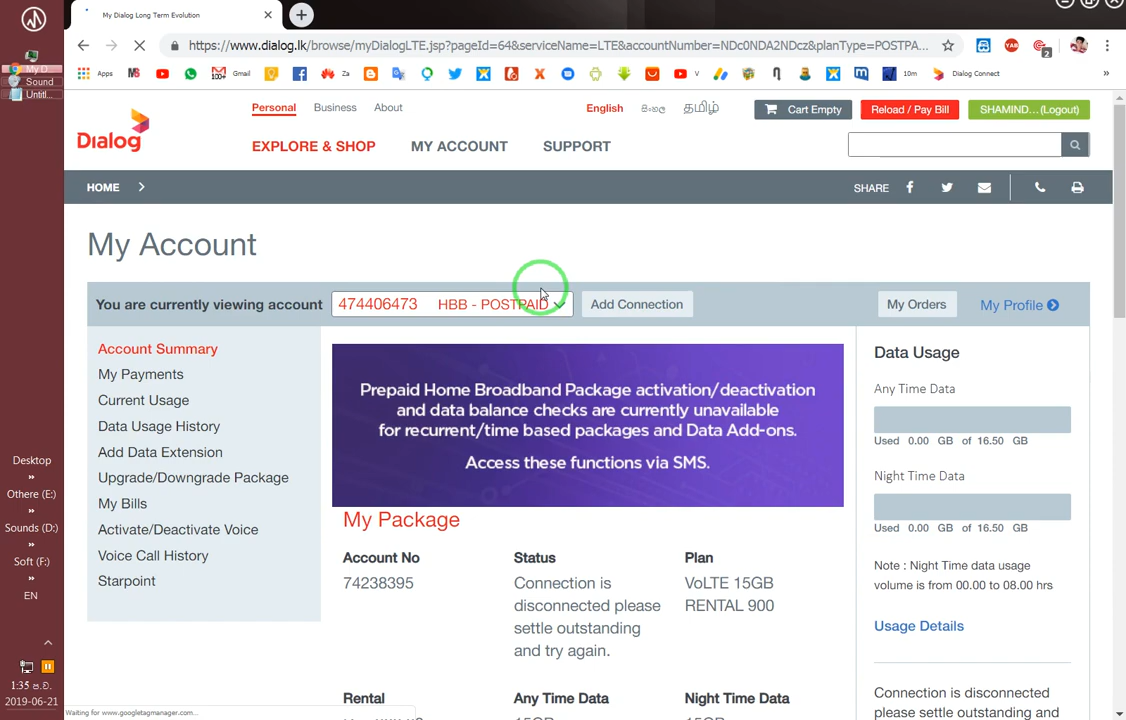 My Dialog Long Term Evolution
https://www.dialog.lk/browse/myDialogLTE.jsp?pageId=64&serviceName=LTE&accountNumber=NDc0NDA2NDcz&planType=POSTPA...
Apps
Gmail
Za
V
10m
Dialog Connect
»
My D...
Sound
Untitl...
Personal
Business
About
English
සිංහල
தமிழ்
Cart Empty
Reload / Pay Bill
SHAMIND... (Logout)
Dialog
EXPLORE & SHOP
MY ACCOUNT
SUPPORT
HOME
SHARE
My Account
You are currently viewing account
474406473 HBB - POSTPAID
Add Connection
My Orders
My Profile
Account Summary
My Payments
Current Usage
Data Usage History
Add Data Extension
Upgrade/Downgrade Package
My Bills
Activate/Deactivate Voice
Voice Call History
Starpoint
Prepaid Home Broadband Package activation/deactivation
and data balance checks are currently unavailable
for recurrent/time based packages and Data Add-ons.
Access these functions via SMS.
My Package
Account No
74238395
Status
Connection is
disconnected please
settle outstanding
and try again.
Plan
VoLTE 15GB
RENTAL 900
Rental
Any Time Data
15GB
Night Time Data
15GB
Data Usage
Any Time Data
Used 0.00 GB of 16.50 GB
Night Time Data
Used 0.00 GB of 16.50 GB
Note : Night Time data usage
volume is from 00.00 to 08.00 hrs
Usage Details
Connection is disconnected
please settle outstanding and
Desktop
»
Othere (E:)
»
Sounds (D:)
»
Soft (F:)
»
EN
1:35 ප.ව.
2019-06-21
Waiting for www.googletagmanager.com...